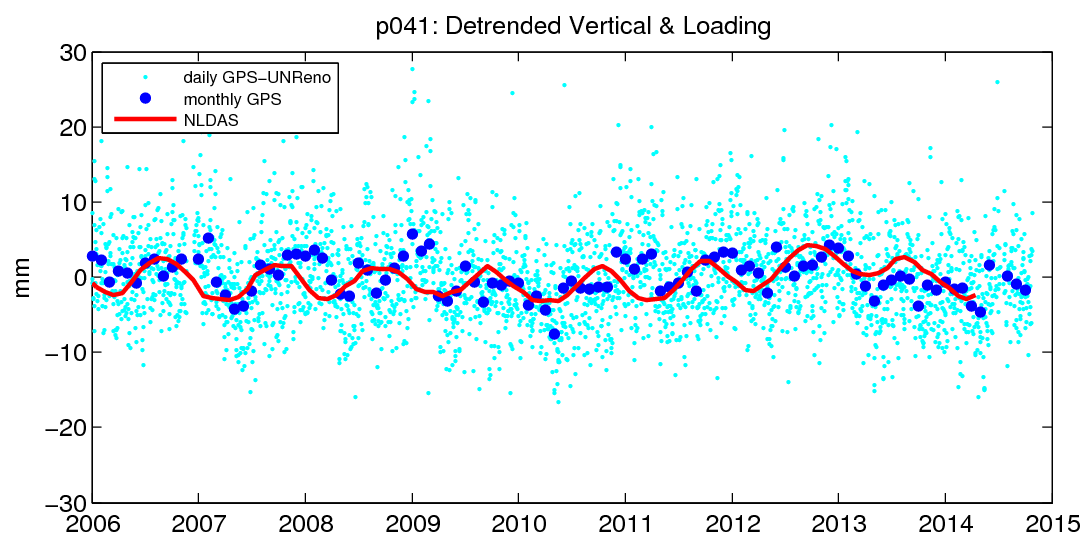 p041: Detrended Vertical & Loading
30
daily GPS−UNReno
monthly GPS
NLDAS
20
10
0
−10
−20
−30
mm
2006 2007 2008 2009 2010 2011 2012 2013 2014 2015